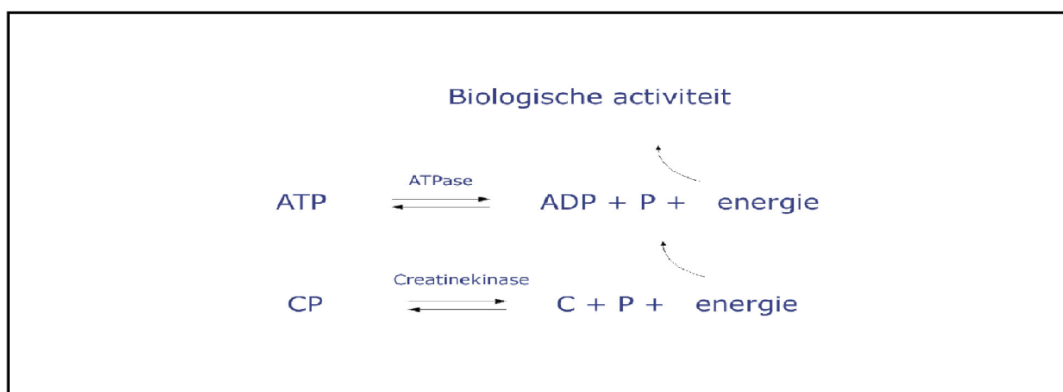 Biologische activiteit
ATPase
ATP ADP + P + energie
Creatinekinase
CP C + P + energie